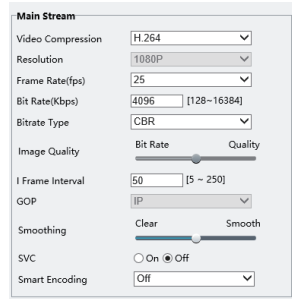 Main Stream
Video Compression H.264
Resolution 1080P
Frame Rate(fps) 25
Bit Rate(Kbps) 4096 [128~16384]
Bitrate Type CBR
Bit Rate Quality
Image Quality
I Frame Interval 50 [5 ~ 250]
GOP IP
Clear Smooth
Smoothing
SVC On Off
Smart Encoding Off